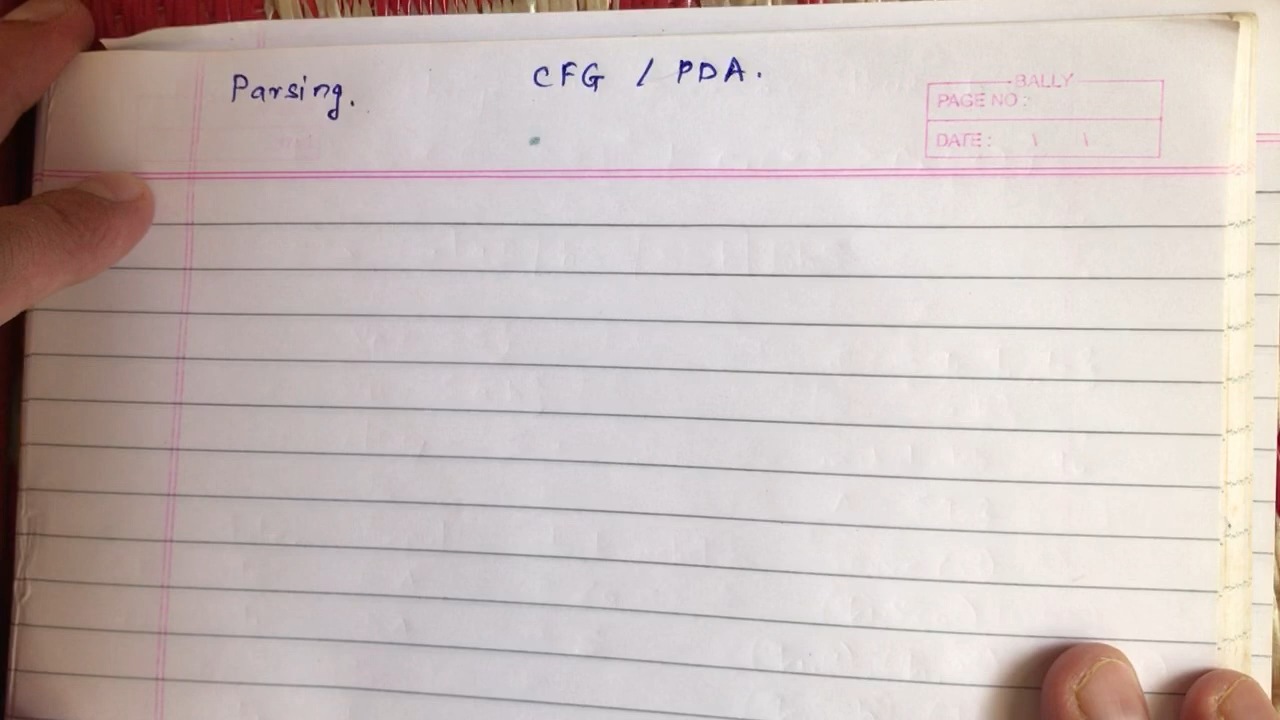 Parsing. CFG / PDA.
BALLY
PAGE NO :
DATE : \ \